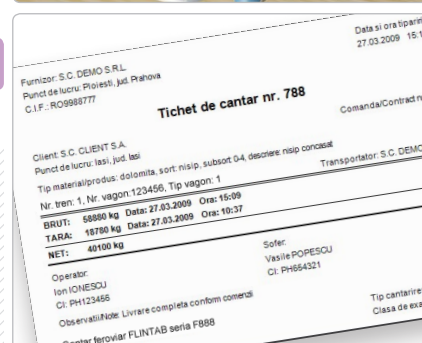 Data si ora tiparirii
27.03.2009 15:1
Furnizor: S.C. DEMO S.R.L.
Punct de lucru: Ploiesti, jud. Prahova
C.I.F.: RO9988777
Tichet de cantar nr. 788
Comanda/Contract n
Client: S.C. CLIENT S.A.
Punct de lucru: Iasi, jud. Iasi
Tip material/produs: dolomita, sort: nisip, subsort 0-4, descriere: nisip concasat
Nr. tren: 1, Nr. vagon:123456, Tip vagon: 1
Transportator: S.C. DEMO
BRUT: 58880 kg Data: 27.03.2009 Ora: 15:09
TARA: 18780 kg Data: 27.03.2009 Ora: 10:37
NET: 40100 kg
Operator:
Ion IONESCU
CI: PH123456
Sofer:
Vasile POPESCU
CI: PH654321
Observatii/Note: Livrare completa conform comenzii
Cantar feroviar FLINTAB seria F888
Tip cantarire
Clasa de exa